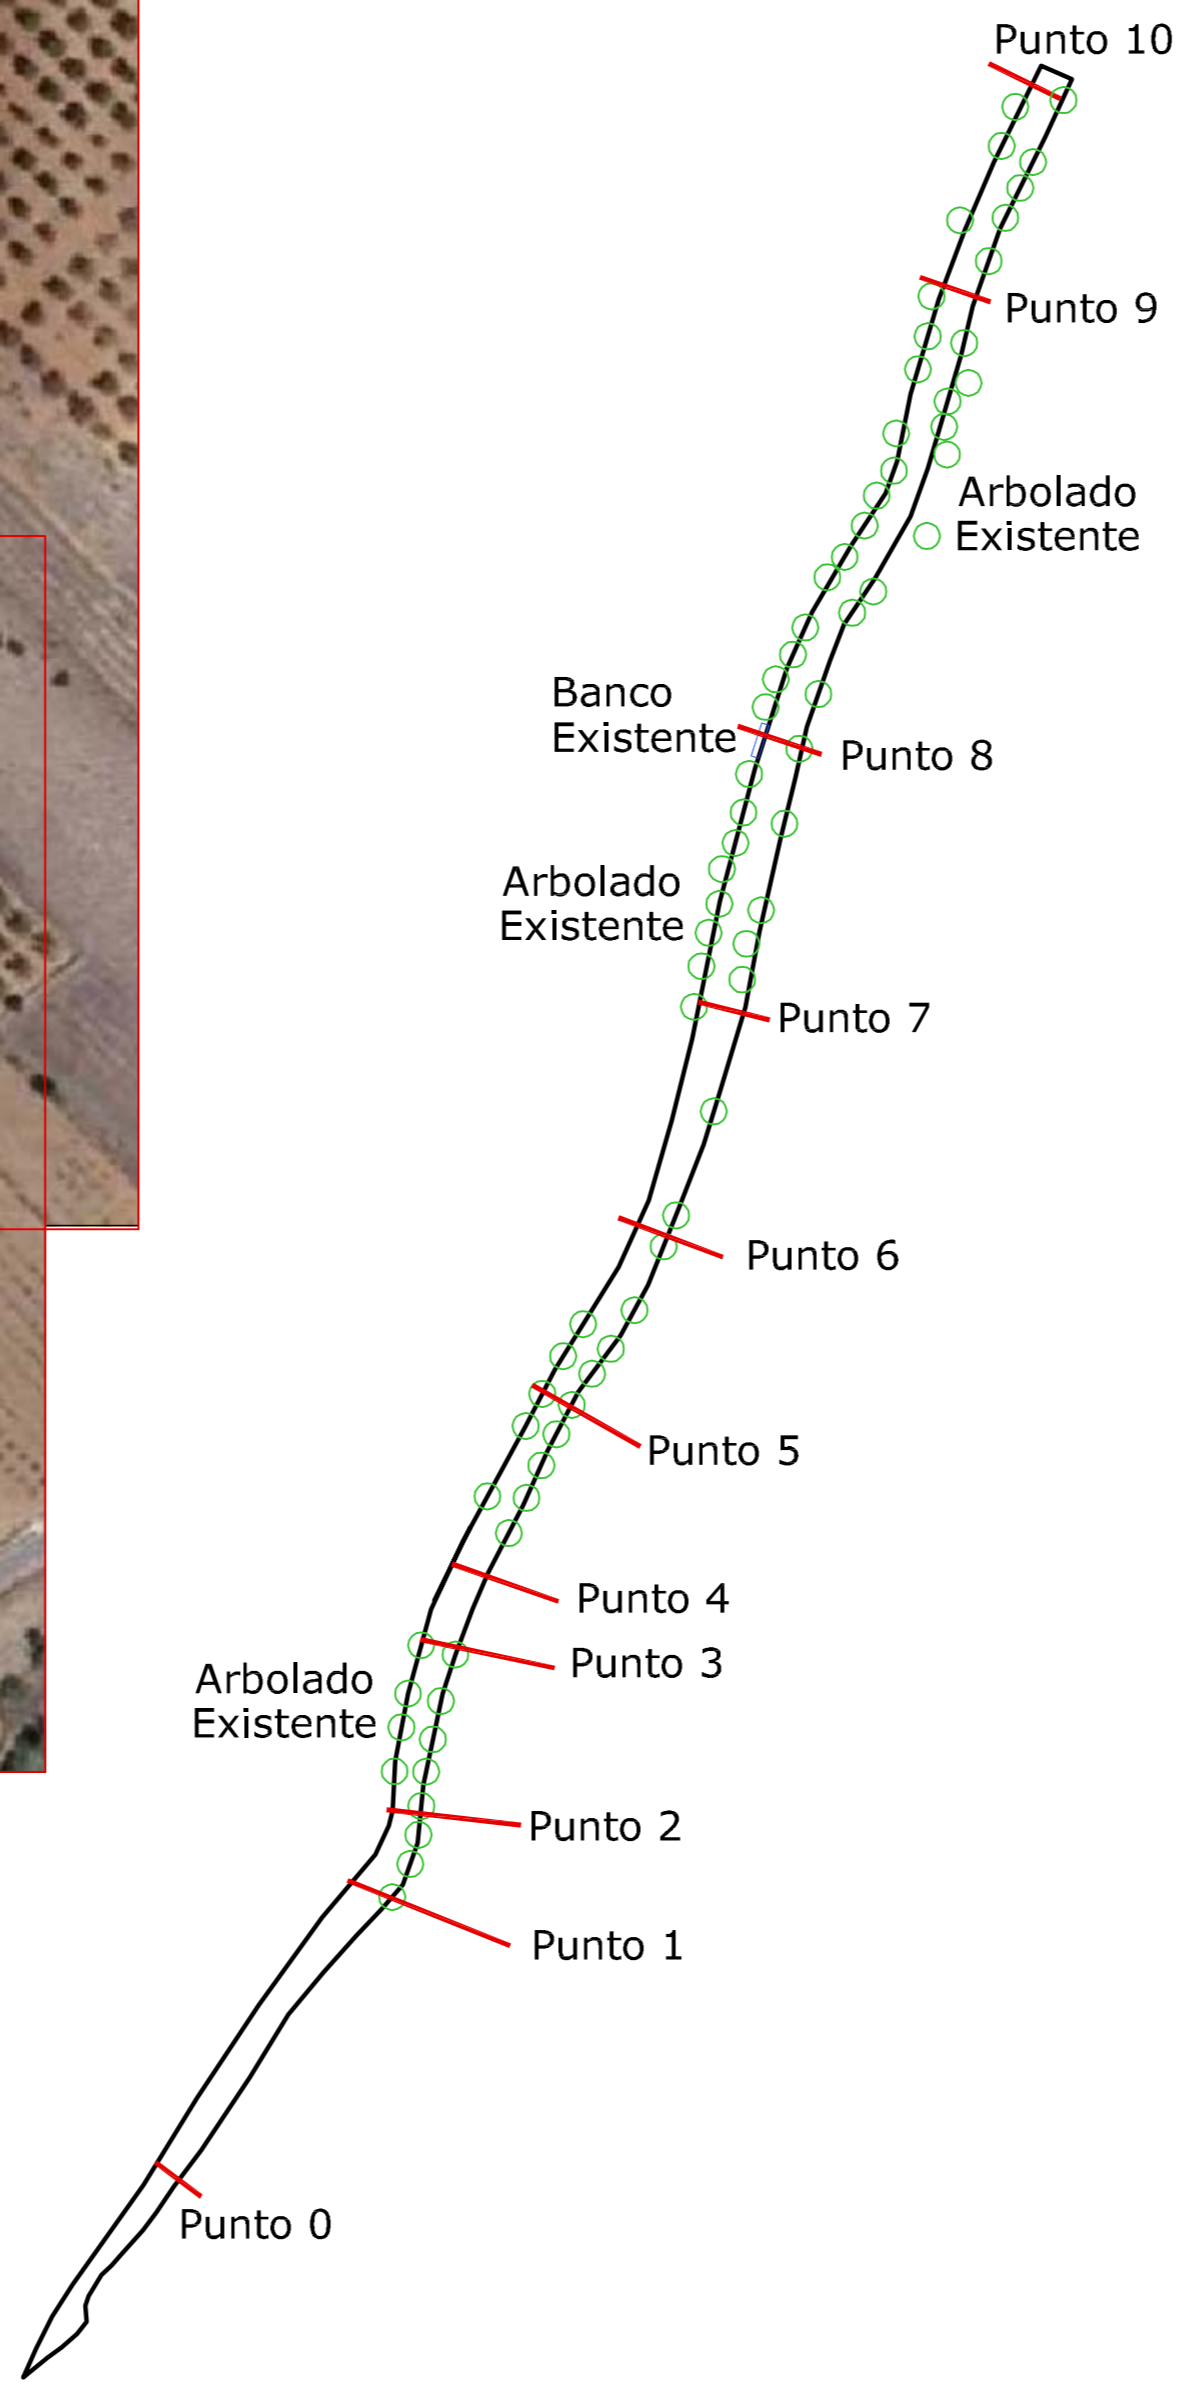 Punto 10
Punto 9
Arbolado
Existente
Banco
Existente
Punto 8
Arbolado
Existente
Punto 7
Punto 6
Punto 5
Punto 4
Punto 3
Arbolado
Existente
Punto 2
Punto 1
Punto 0